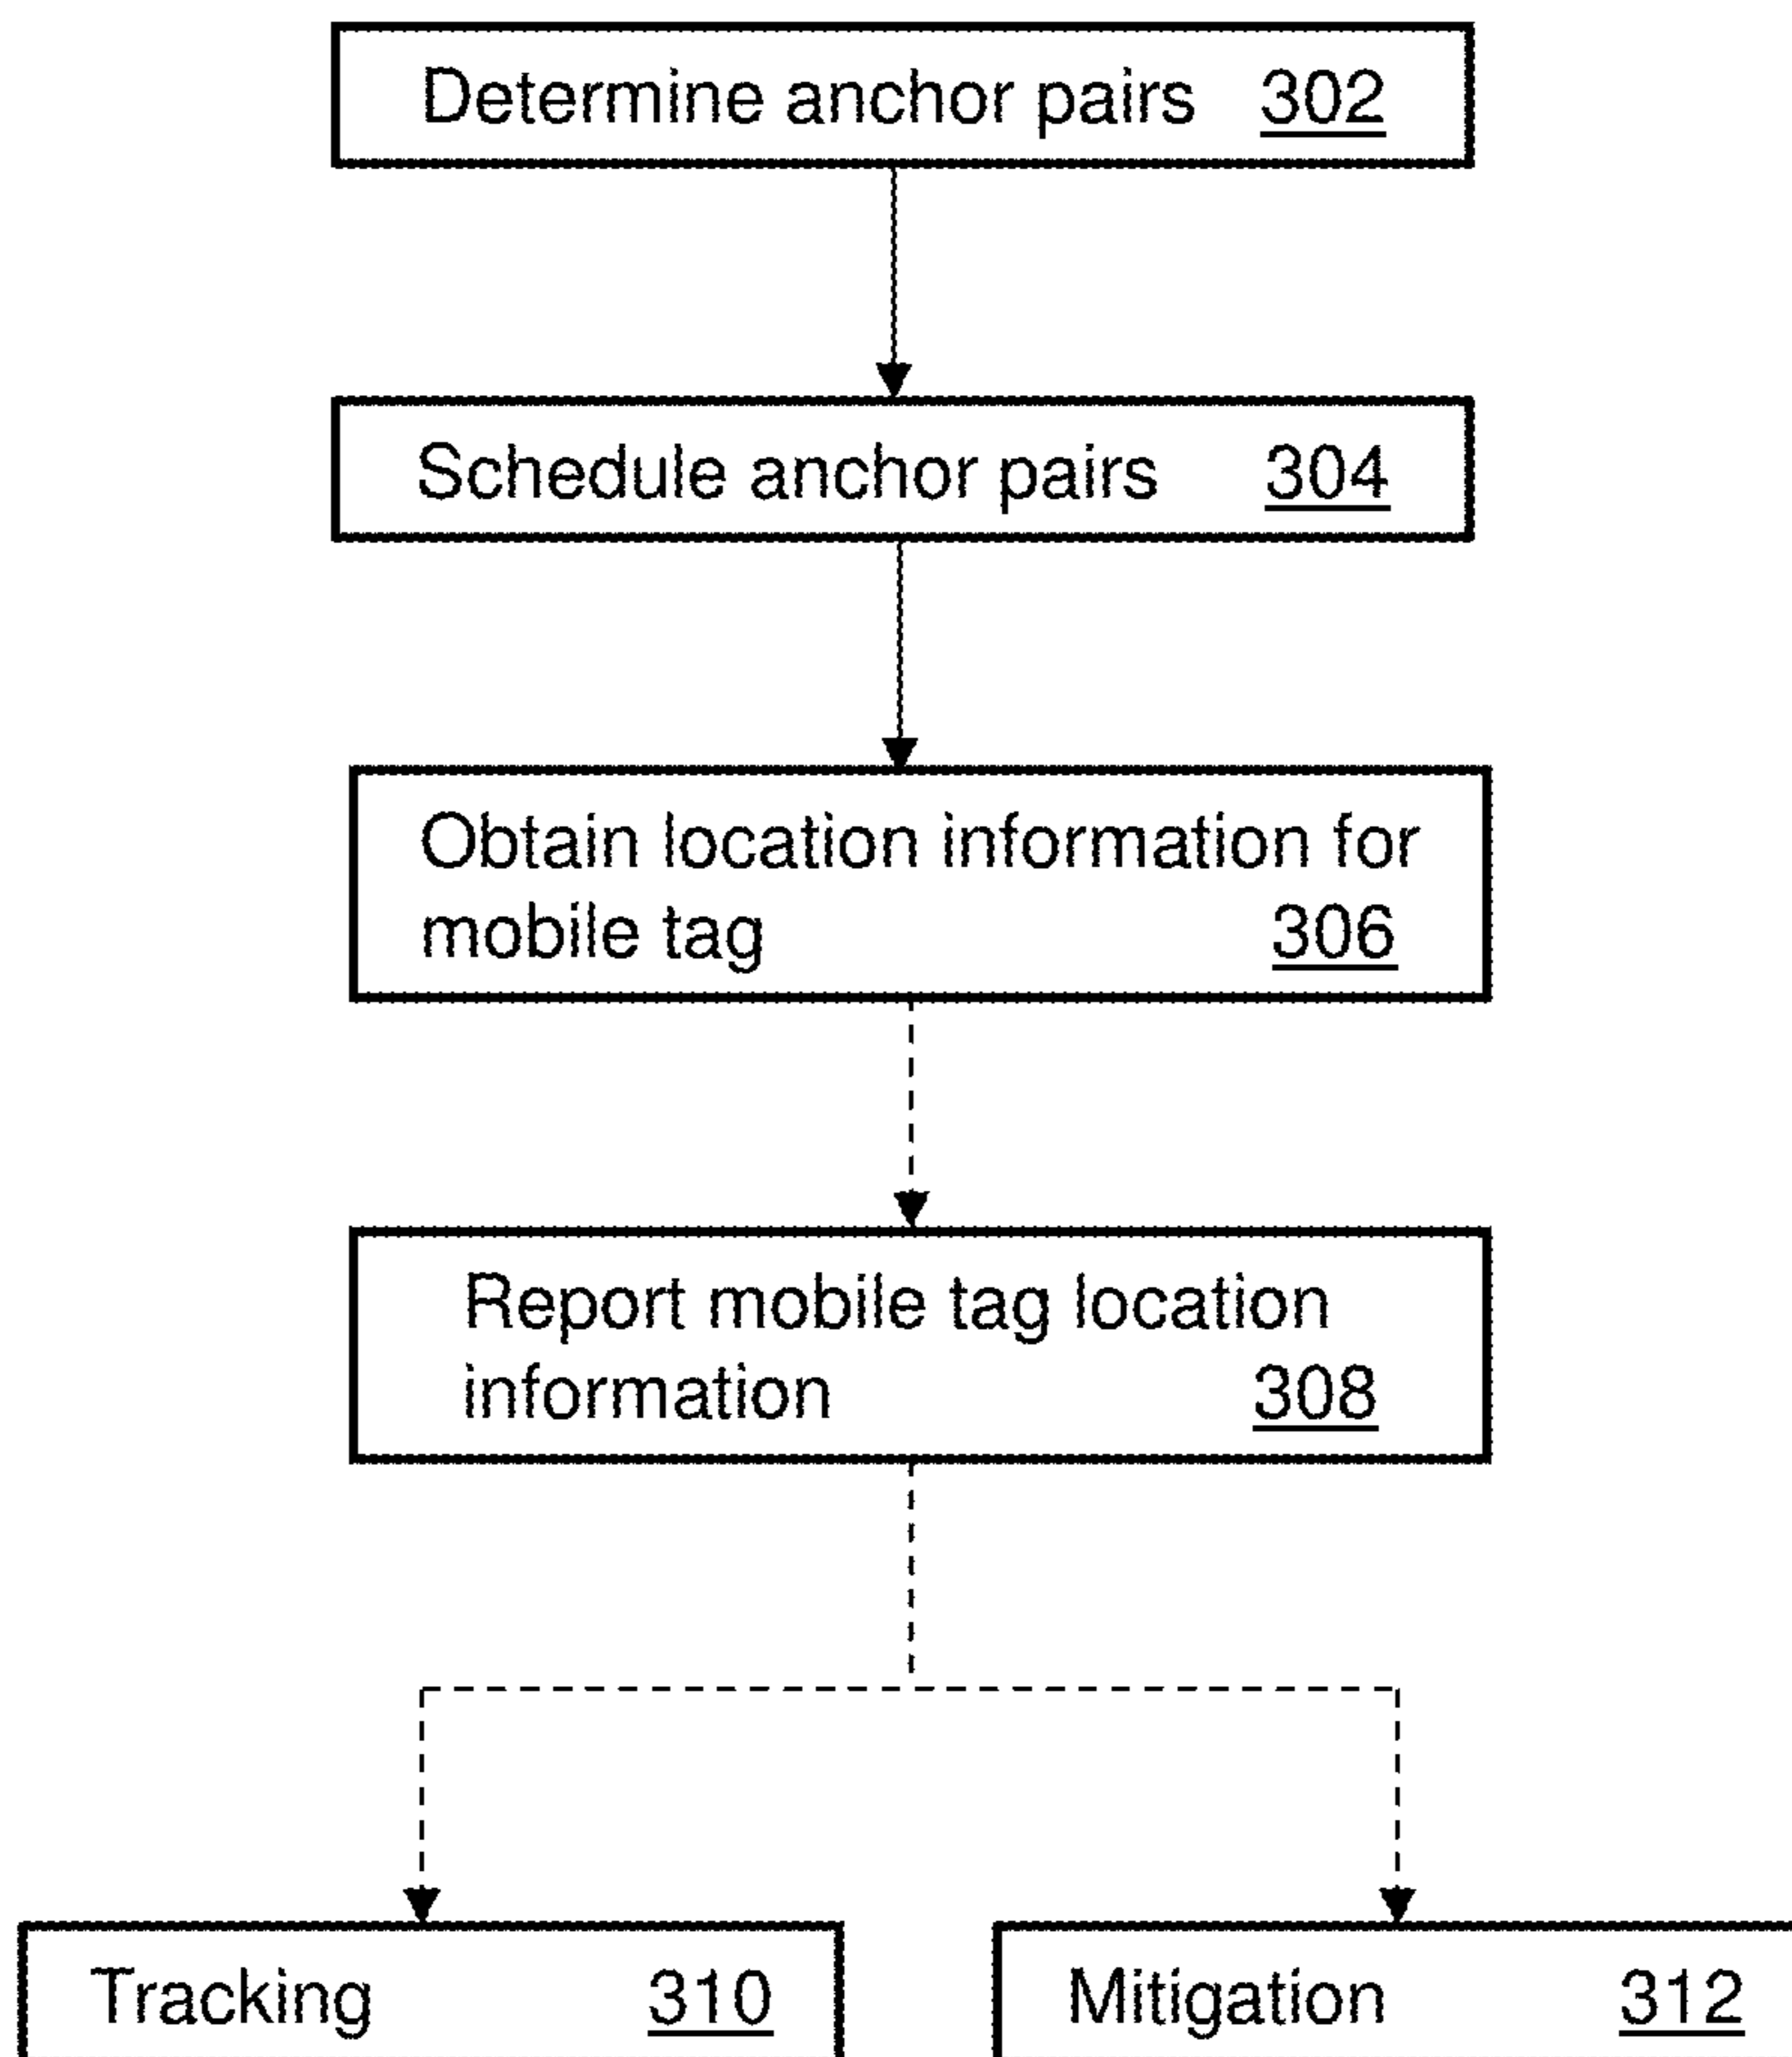 Determine anchor pairs 302
Schedule anchor pairs 304
Obtain location information for
mobile tag 306
Report mobile tag location
information 308
Tracking 310
Mitigation 312